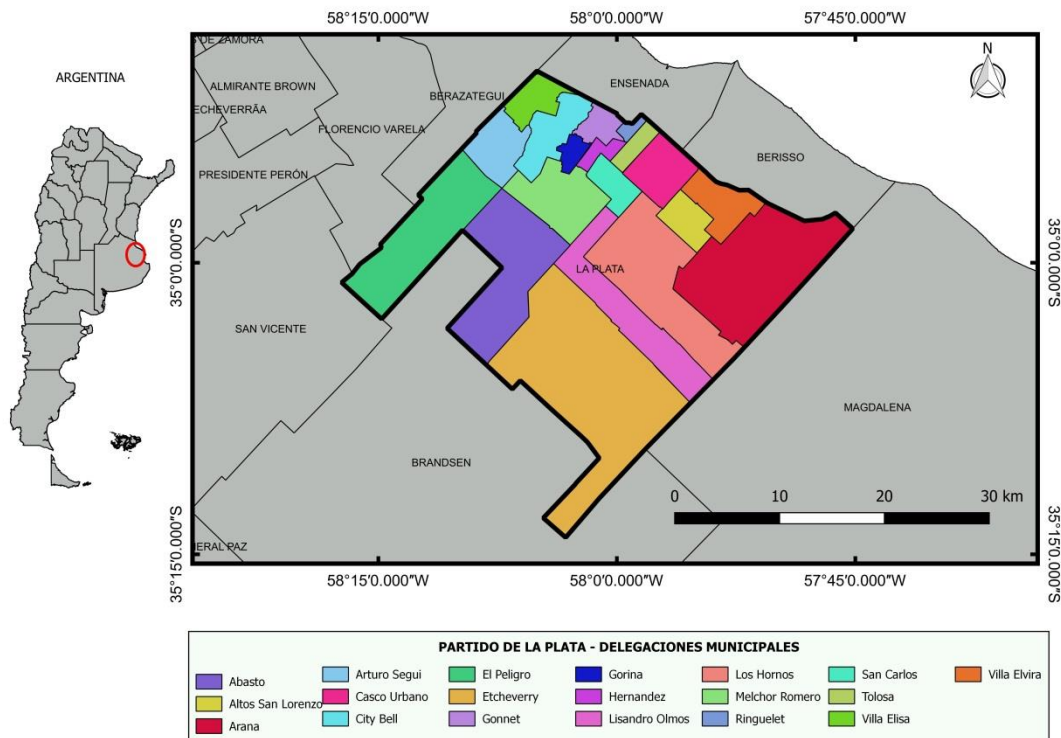 58°15'0.000"W 58°0'0.000"W 57°45'0.000"W
ARGENTINA
DE ZAMORA
ALMIRANTE BROWN
ECHEVERRÃA
FLORENCIO VARELA
PRESIDENTE PERÓN
BERAZATEGUI
ENSENADA
N
BERISSO
35°0'0.000"S
35°0'0.000"S
LA PLATA
SAN VICENTE
MAGDALENA
BRANDSEN
0 10 20 30 km
35°15'0.000"S
35°15'0.000"S
58°15'0.000"W 58°0'0.000"W 57°45'0.000"W
PARTIDO DE LA PLATA - DELEGACIONES MUNICIPALES
Abasto
Altos San Lorenzo
Arana
Arturo Segui
Casco Urbano
City Bell
El Peligro
Etcheverry
Gonnet
Gorina
Hernandez
Lisandro Olmos
Los Hornos
Melchor Romero
Ringuelet
San Carlos
Tolosa
Villa Elisa
Villa Elvira